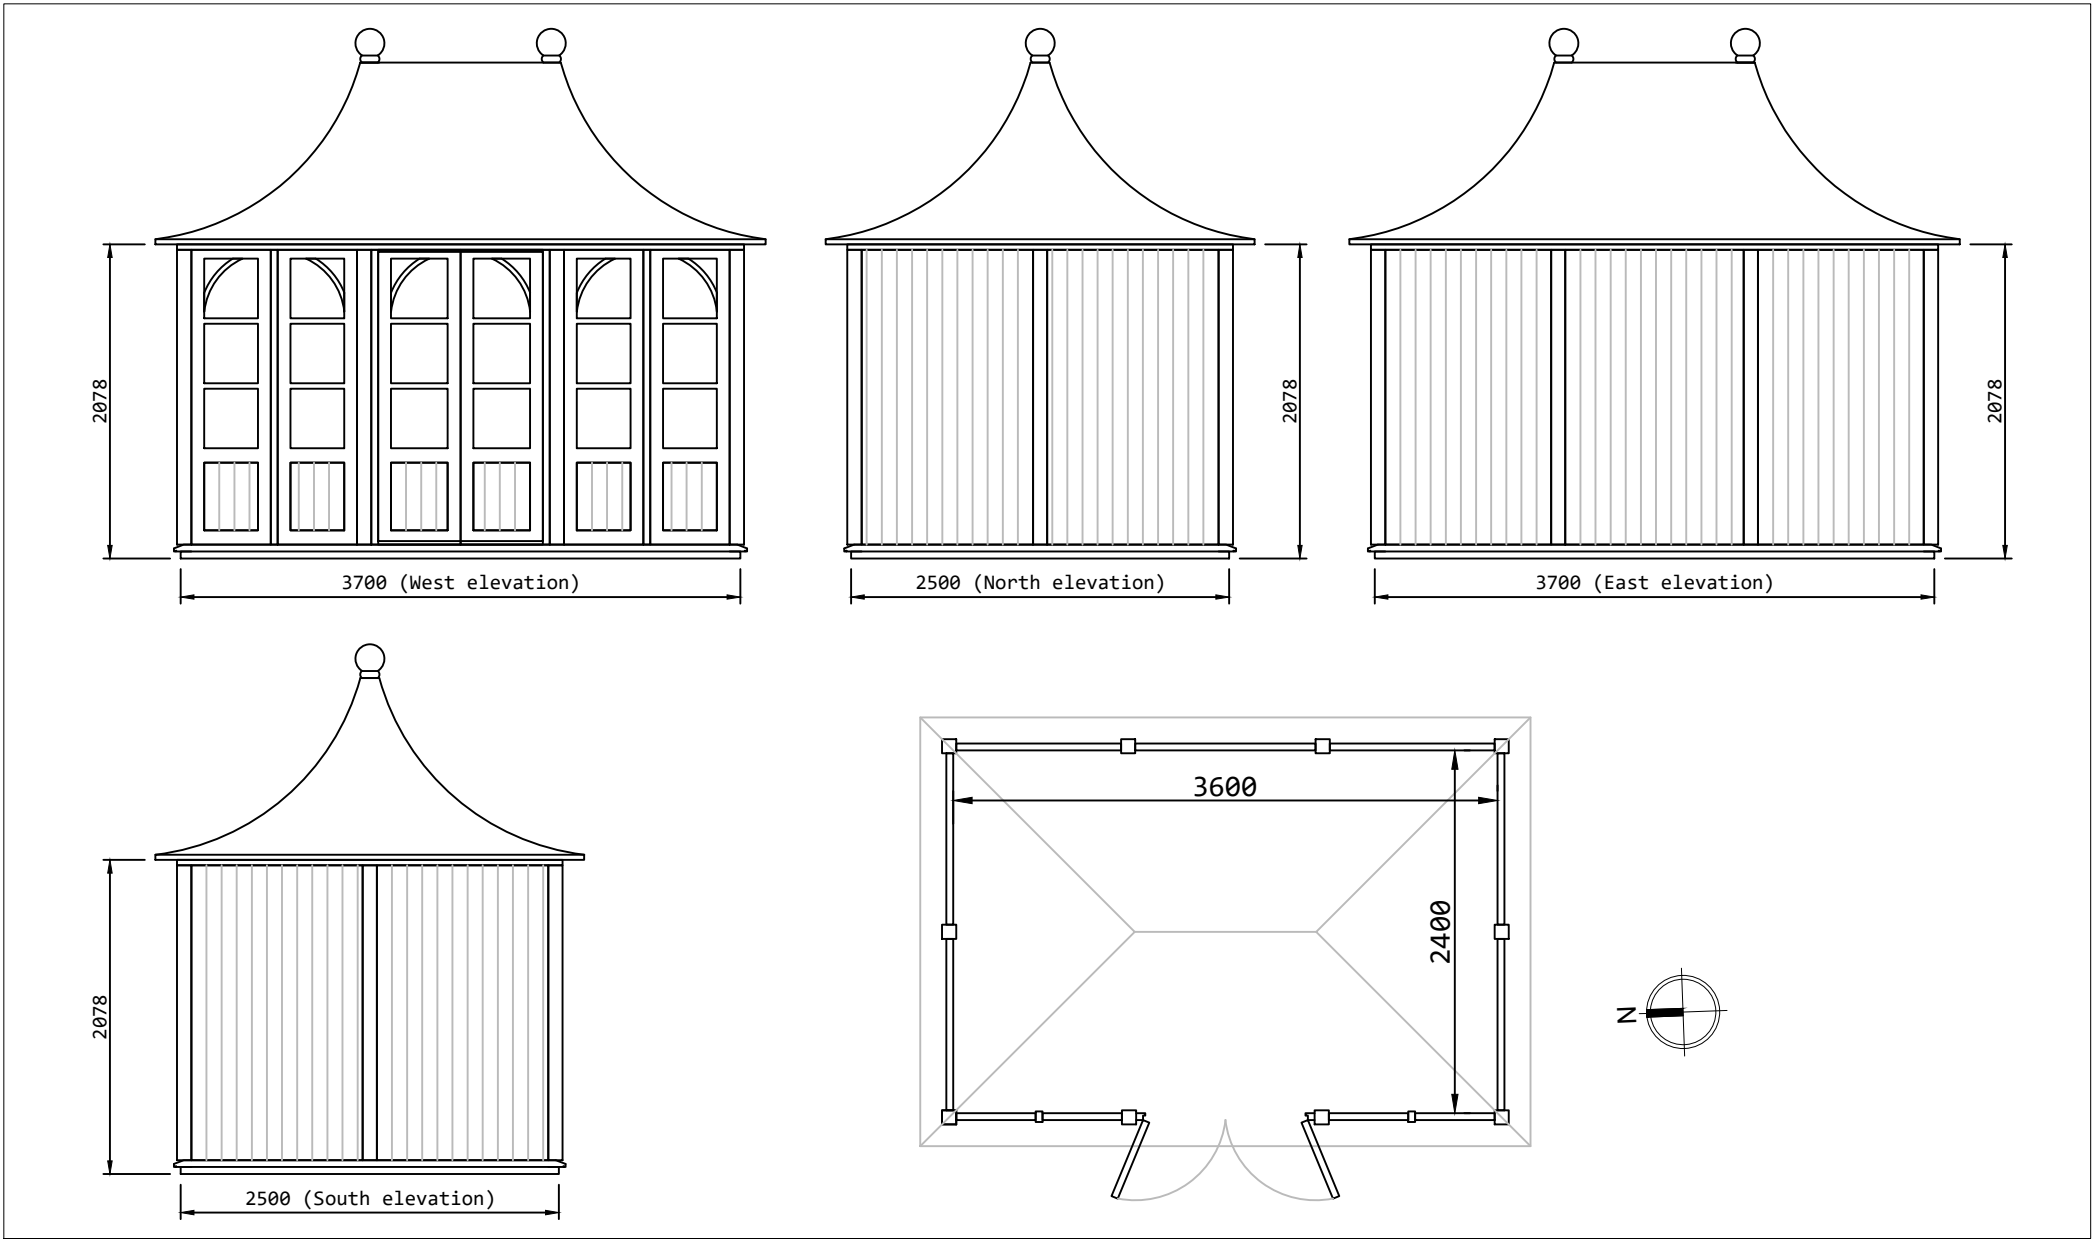 2078
3700 (West elevation)
2500 (North elevation)
2078
3700 (East elevation)
2078
2078
2500 (South elevation)
3600
2400
N